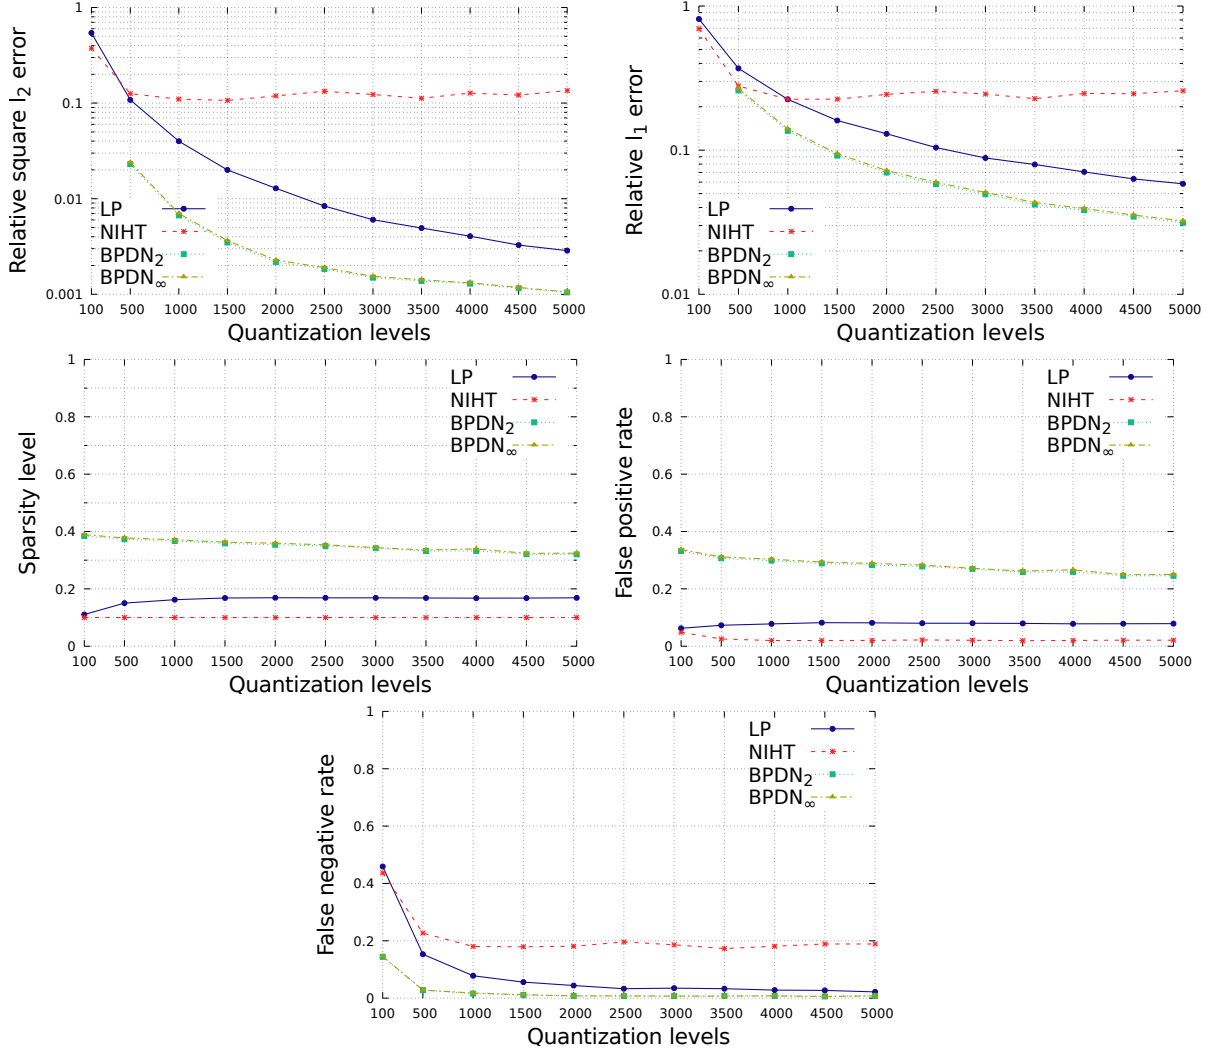 1
0.1
0.01
0.001
Relative square l₂ error
LP
NIHT
BPDN₂
BPDN∞
100 500 1000 1500 2000 2500 3000 3500 4000 4500 5000
Quantization levels
1
0.1
0.01
Relative l₁ error
LP
NIHT
BPDN₂
BPDN∞
100 500 1000 1500 2000 2500 3000 3500 4000 4500 5000
Quantization levels
1
0.8
0.6
0.4
0.2
0
Sparsity level
LP
NIHT
BPDN₂
BPDN∞
100 500 1000 1500 2000 2500 3000 3500 4000 4500 5000
Quantization levels
1
0.8
0.6
0.4
0.2
0
False positive rate
LP
NIHT
BPDN₂
BPDN∞
100 500 1000 1500 2000 2500 3000 3500 4000 4500 5000
Quantization levels
1
0.8
0.6
0.4
0.2
0
False negative rate
LP
NIHT
BPDN₂
BPDN∞
100 500 1000 1500 2000 2500 3000 3500 4000 4500 5000
Quantization levels